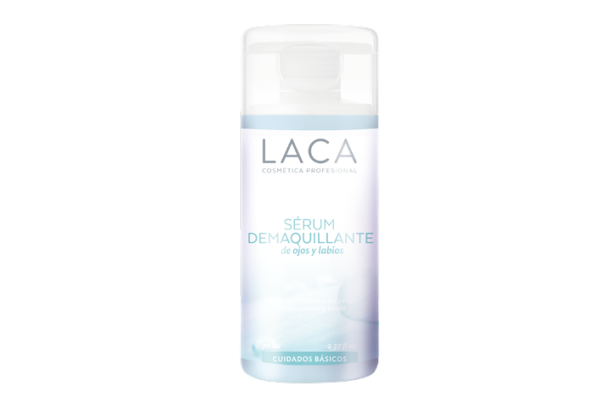 LACA
COSMÉTICA PROFESIONAL
SÉRUM
DEMAQUILLANTE
de ojos y labios
CUIDADOS BÁSICOS